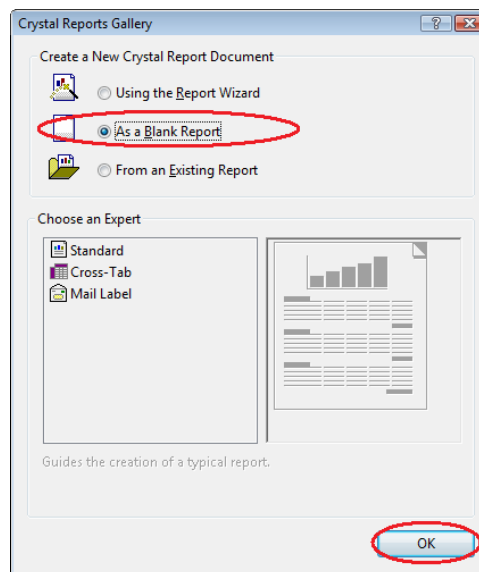 Crystal Reports Gallery
Create a New Crystal Report Document
Using the Report Wizard
As a Blank Report
From an Existing Report
Choose an Expert
Standard
Cross-Tab
Mail Label
Guides the creation of a typical report.
OK